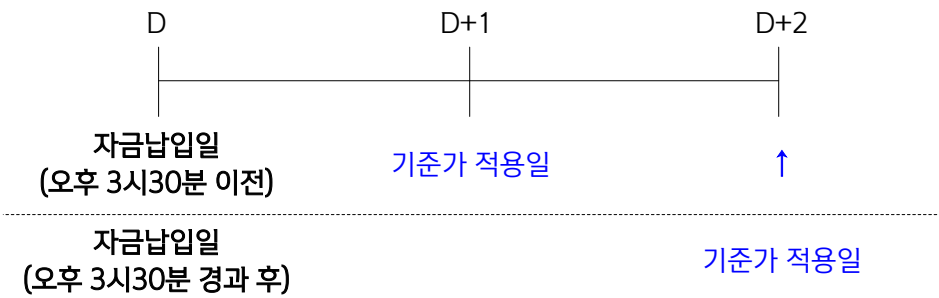 D D+1 D+2
자금납입일
(오후 3시30분 이전)
기준가 적용일
↑
자금납입일
(오후 3시30분 경과 후)
기준가 적용일